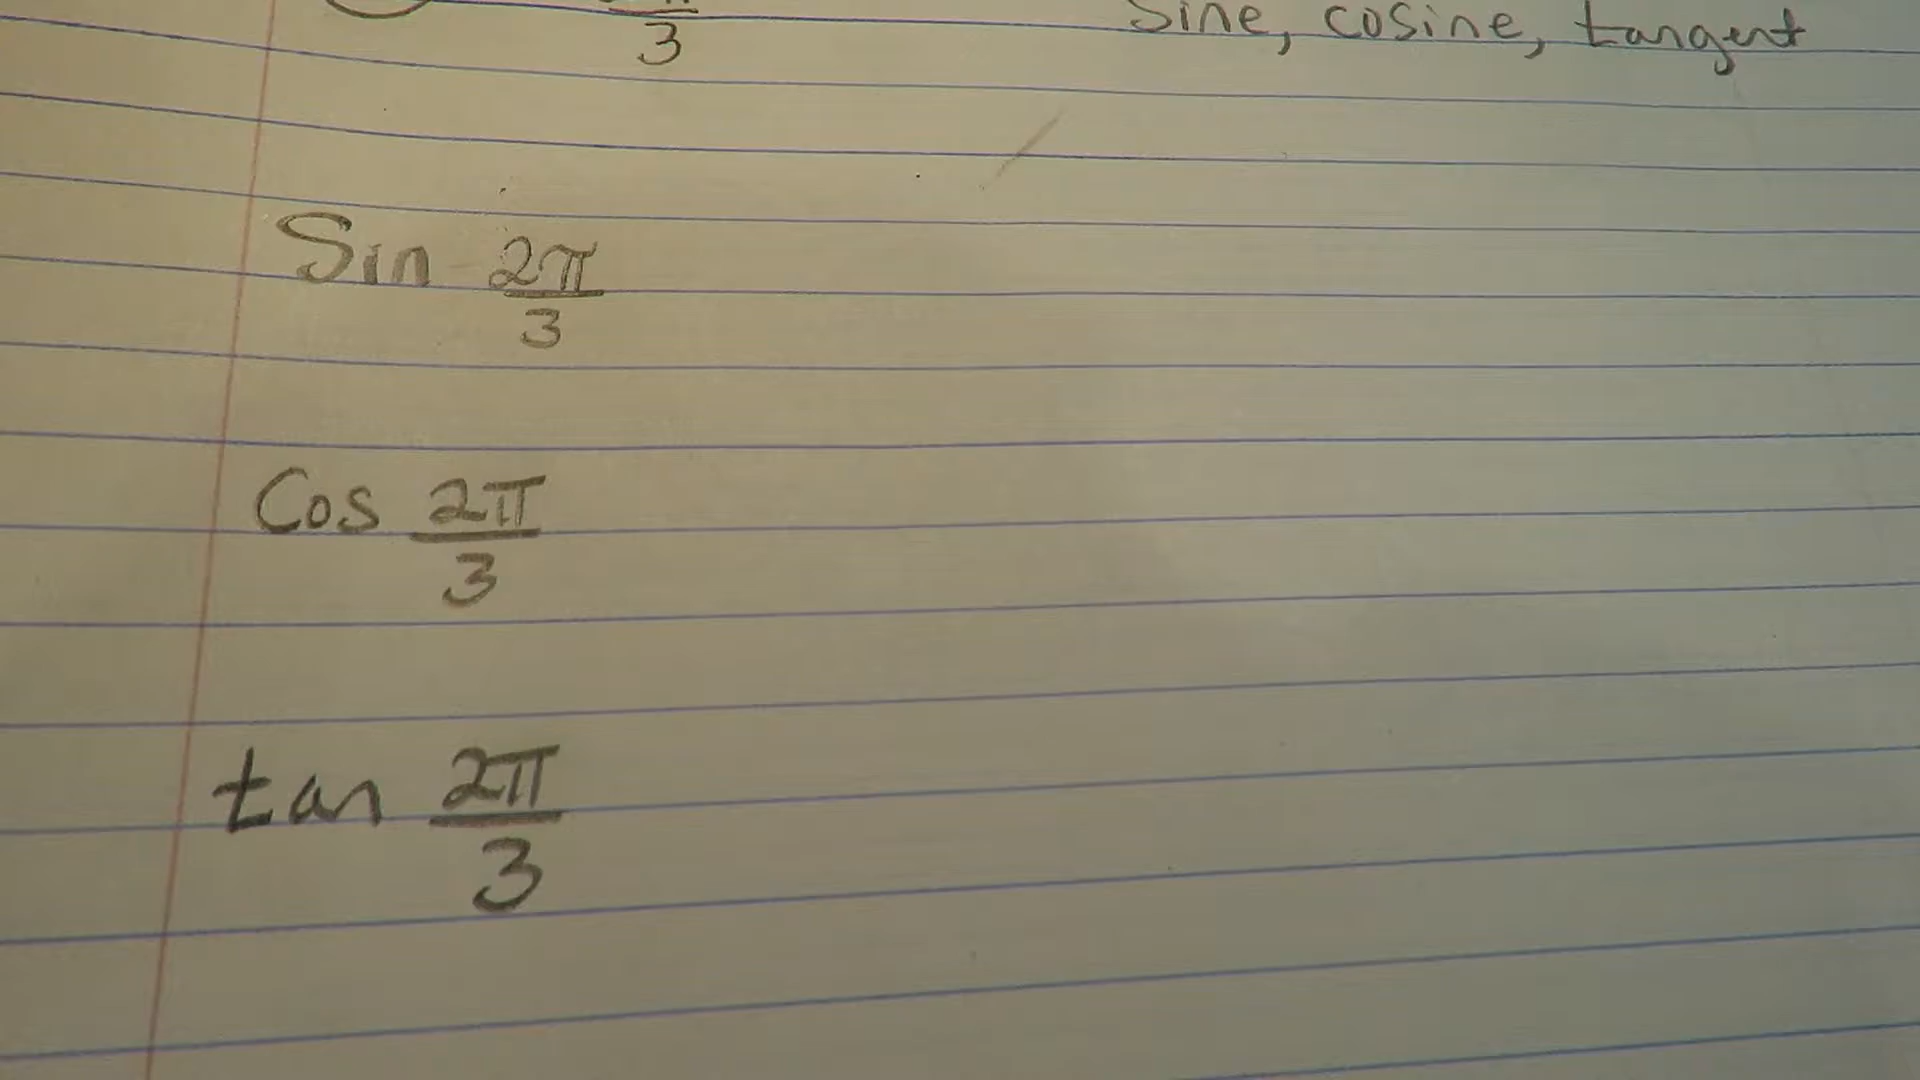 π/3
sine, cosine, tangent
Sin 2π/3
Cos 2π/3
tan 2π/3